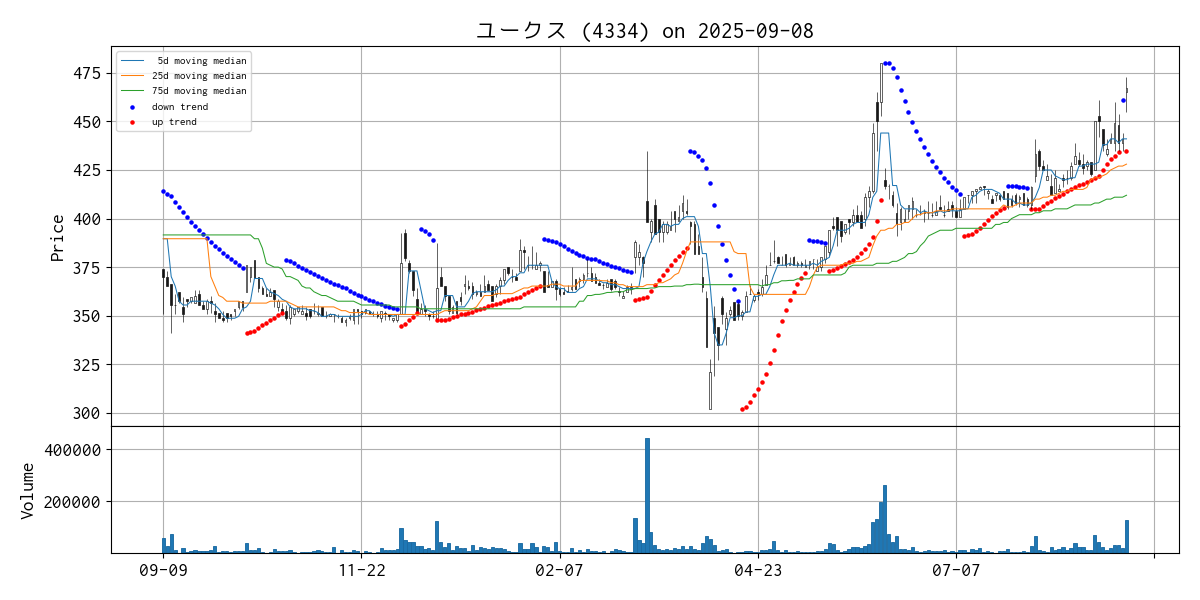 ユークス (4334) on 2025-09-08
475
450
425
400
375
350
325
300
Price
5d moving median
25d moving median
75d moving median
down trend
up trend
400000
200000
Volume
09-09
11-22
02-07
04-23
07-07